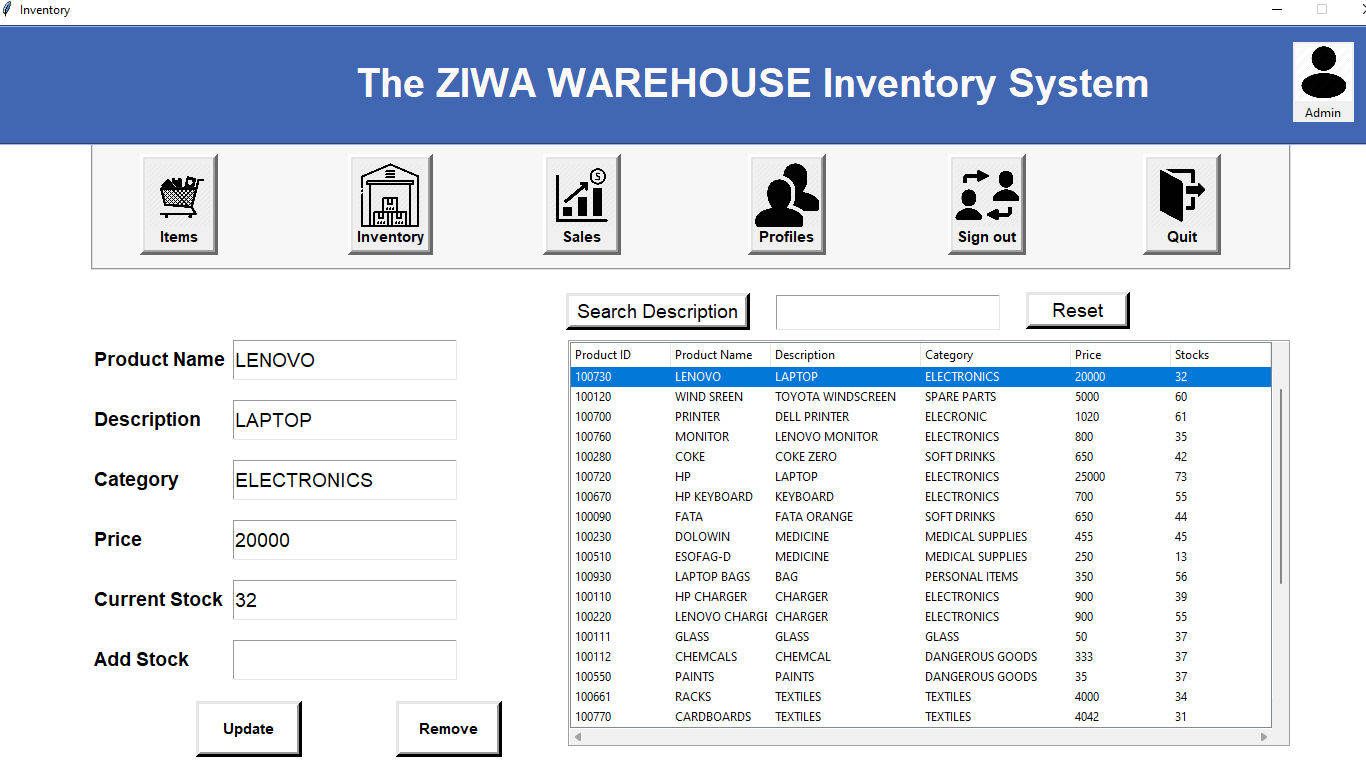 Inventory
The ZIWA WAREHOUSE Inventory System
Admin
Items Inventory Sales Profiles Sign out Quit
Search Description Reset
Product Name LENOVO
Description LAPTOP
Category ELECTRONICS
Price 20000
Current Stock 32
Add Stock
Update Remove
Product ID Product Name Description Category Price Stocks
100730 LENOVO LAPTOP ELECTRONICS 20000 32
100120 WIND SREEN TOYOTA WINDSCREEN SPARE PARTS 5000 60
100700 PRINTER DELL PRINTER ELECRONIC 1020 61
100760 MONITOR LENOVO MONITOR ELECTRONICS 800 35
100280 COKE COKE ZERO SOFT DRINKS 650 42
100720 HP LAPTOP ELECTRONICS 25000 73
100670 HP KEYBOARD KEYBOARD ELECTRONICS 700 55
100090 FATA FATA ORANGE SOFT DRINKS 650 44
100230 DOLOWIN MEDICINE MEDICAL SUPPLIES 455 45
100510 ESOFAG-D MEDICINE MEDICAL SUPPLIES 250 13
100930 LAPTOP BAGS BAG PERSONAL ITEMS 350 56
100110 HP CHARGER CHARGER ELECTRONICS 900 39
100220 LENOVO CHARGE CHARGER ELECTRONICS 900 55
100111 GLASS GLASS GLASS 50 37
100112 CHEMCALS CHEMCAL DANGEROUS GOODS 333 37
100550 PAINTS PAINTS DANGEROUS GOODS 35 37
100661 RACKS TEXTILES TEXTILES 4000 34
100770 CARDBOARDS TEXTILES TEXTILES 4042 31